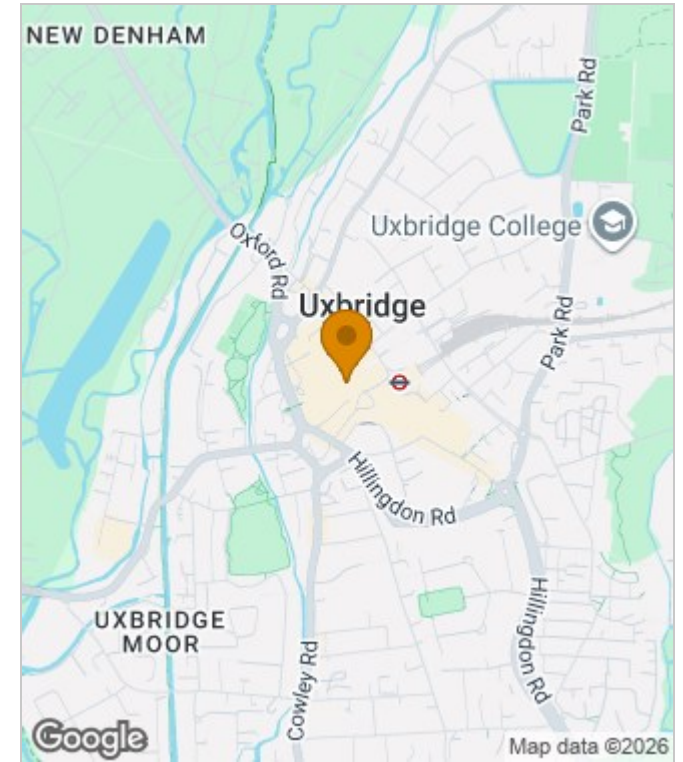 NEW DENHAM
Park Rd
Uxbridge College
Oxford Rd
Uxbridge
Park Rd
Hillingdon Rd
UXBRIDGE
MOOR
Hillingdon Rd
Cowley Rd
Google
Map data ©2026